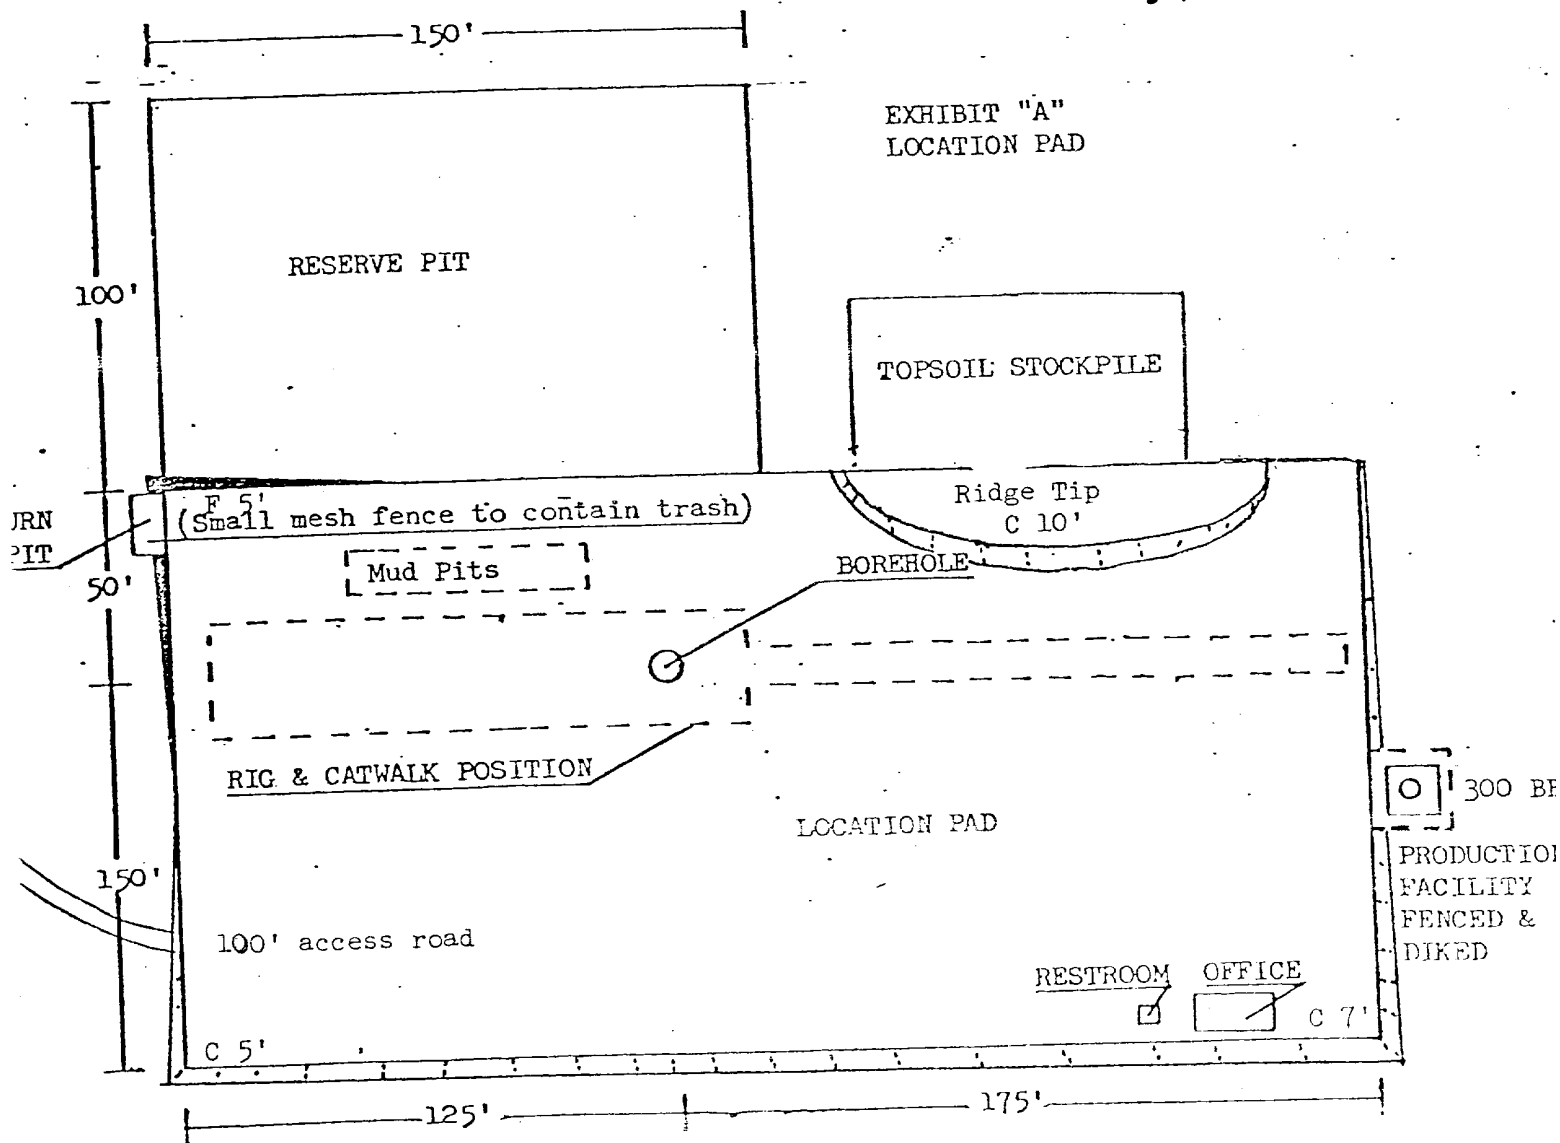 150'
EXHIBIT "A"
LOCATION PAD
RESERVE PIT
100'
TOPSOIL STOCKPILE
F 5'
(Small mesh fence to contain trash)
Ridge Tip
C 10'
URN
PIT
Mud Pits
BOREHOLE
50'
RIG & CATWALK POSITION
300 BB
LOCATION PAD
PRODUCTION
FACILITY
FENCED &
DIKED
150'
100' access road
RESTROOM OFFICE
C 7'
C 5'
125'
175'